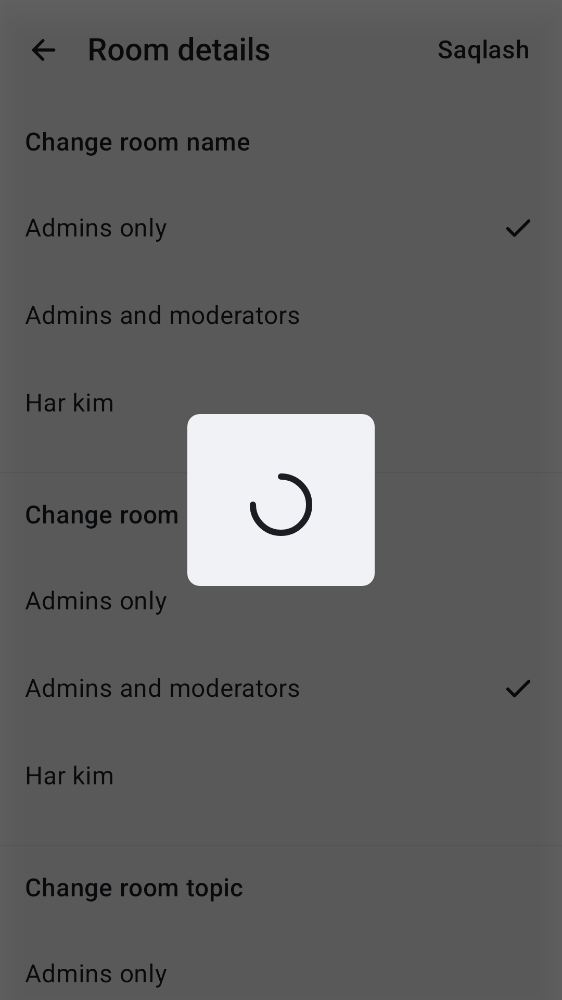 Room details
Saqlash
Change room name
Admins only
Admins and moderators
Har kim
Change room
Admins only
Admins and moderators
Har kim
Change room topic
Admins only